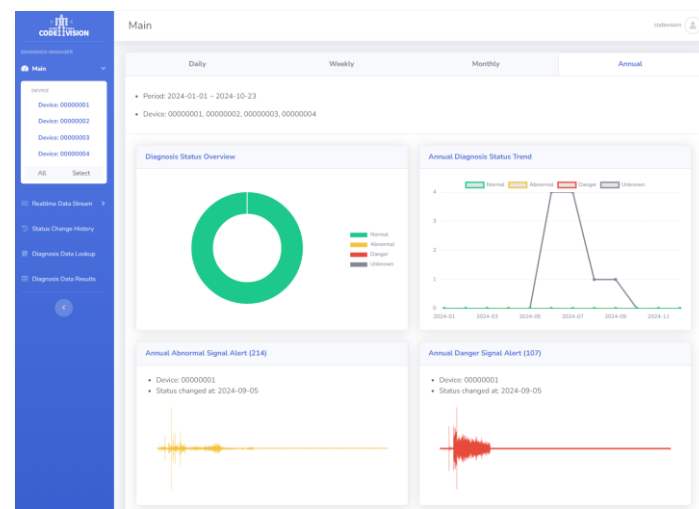 CODE VISION
Main
codevision
DIAGNOSIS MANAGER
Main
DEVICE
Device: 00000001
Device: 00000002
Device: 00000003
Device: 00000004
All Select
Realtime Data Stream
Status Change History
Diagnosis Data Lookup
Diagnosis Data Results
Daily Weekly Monthly Annual
• Period: 2024-01-01 ~ 2024-10-23
• Device: 00000001, 00000002, 00000003, 00000004
Diagnosis Status Overview
Normal
Abnormal
Danger
Unknown
Annual Diagnosis Status Trend
Normal Abnormal Danger Unknown
4
3
2
1
0
2024-01 2024-03 2024-05 2024-07 2024-09 2024-11
Annual Abnormal Signal Alert (214)
• Device: 00000001
• Status changed at: 2024-09-05
Annual Danger Signal Alert (107)
• Device: 00000001
• Status changed at: 2024-09-05